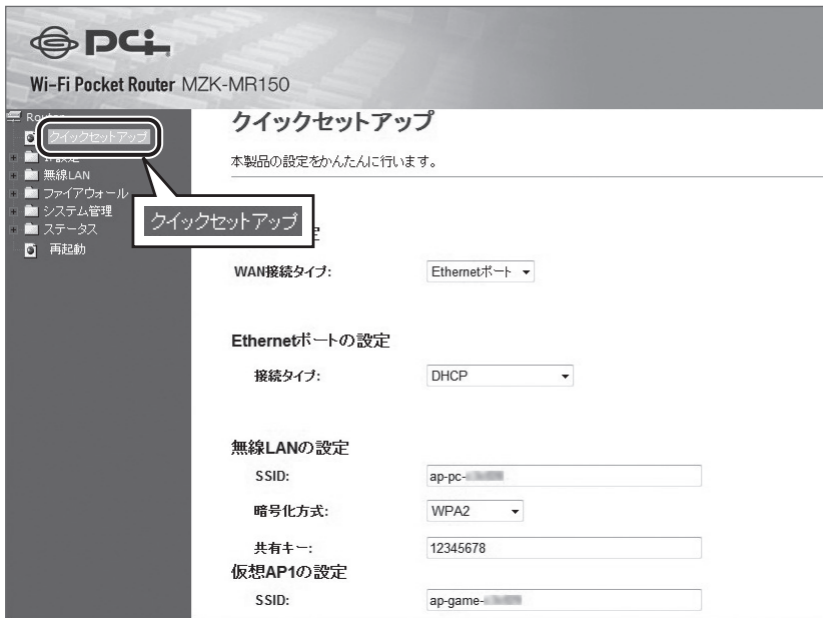 PCi
Wi-Fi Pocket Router MZK-MR150
Router
クイックセットアップ
無線LAN
ファイアウォール
システム管理
ステータス
再起動
クイックセットアップ
クイックセットアップ
本製品の設定をかんたんに行います。
定
WAN接続タイプ: Ethernetポート
Ethernetポートの設定
接続タイプ: DHCP
無線LANの設定
SSID: ap-pc-
暗号化方式: WPA2
共有キー: 12345678
仮想AP1の設定
SSID: ap-game-